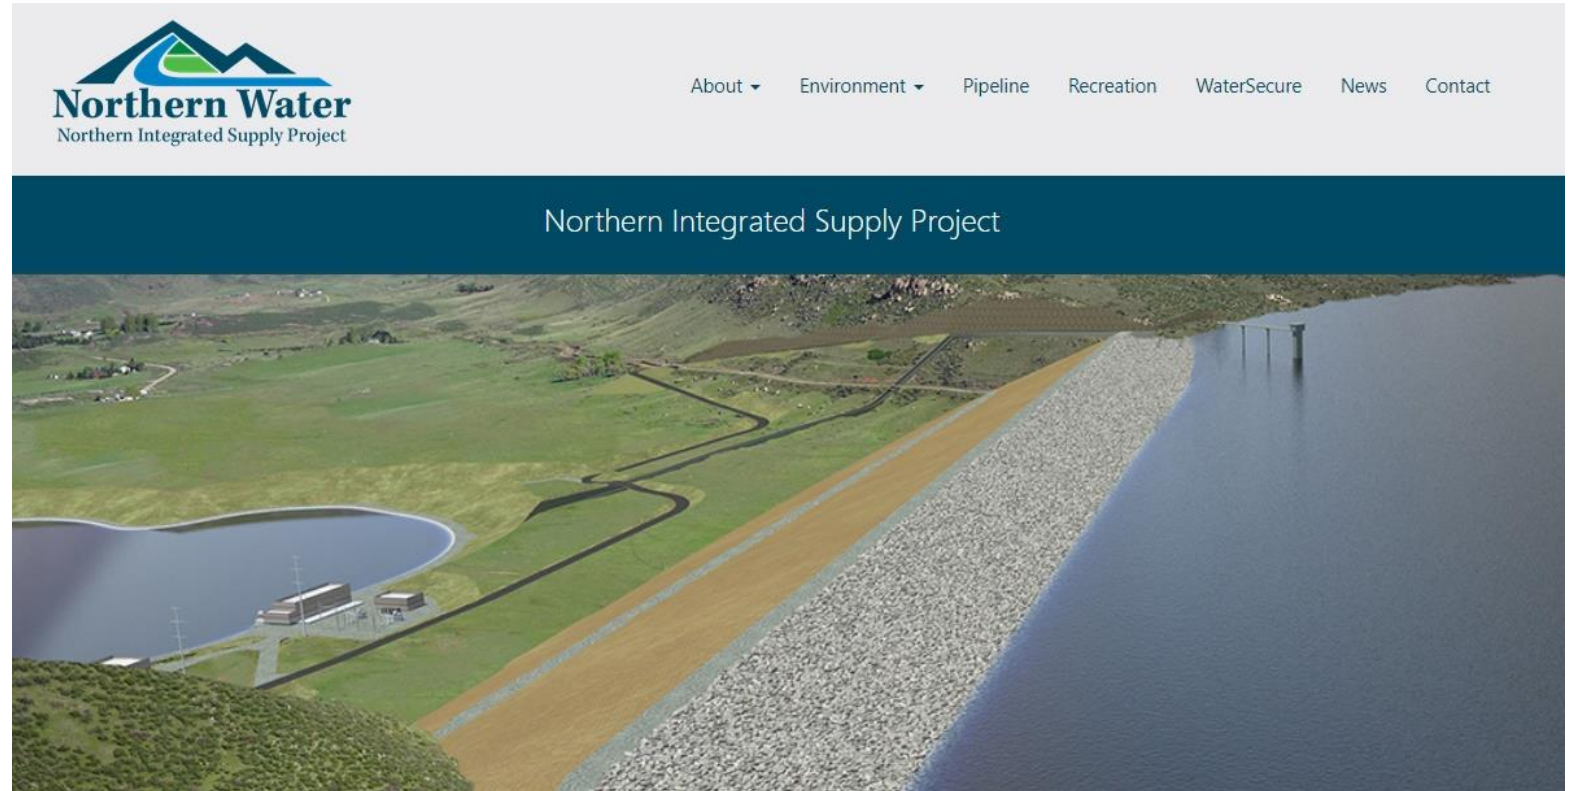 Northern Water
Northern Integrated Supply Project
About
Environment
Pipeline
Recreation
WaterSecure
News
Contact
Northern Integrated Supply Project